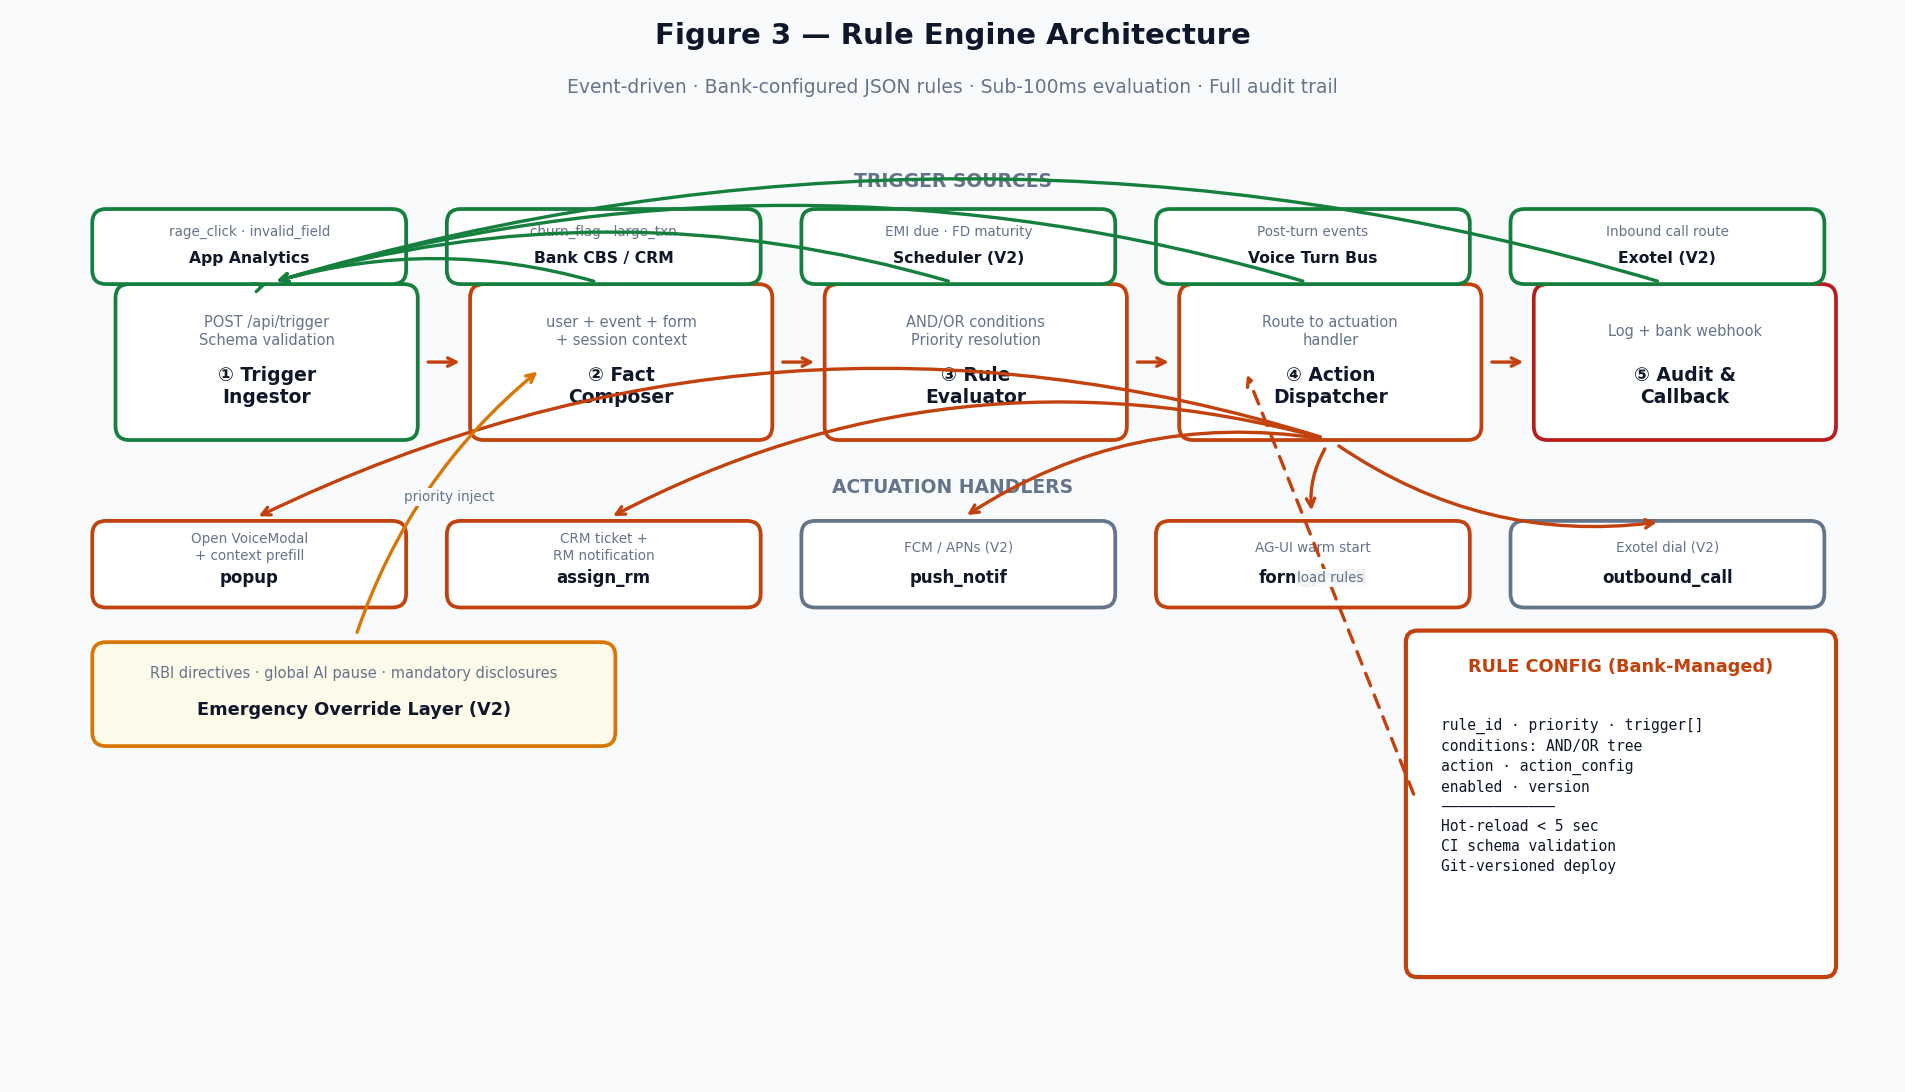 Figure 3 — Rule Engine Architecture
Event-driven · Bank-configured JSON rules · Sub-100ms evaluation · Full audit trail
TRIGGER SOURCES
rage_click · invalid_field
App Analytics
churn_flag · large_txn
Bank CBS / CRM
EMI due · FD maturity
Scheduler (V2)
Post-turn events
Voice Turn Bus
Inbound call route
Exotel (V2)
POST /api/trigger
Schema validation
① Trigger
Ingestor
user + event + form
+ session context
② Fact
Composer
AND/OR conditions
Priority resolution
③ Rule
Evaluator
Route to actuation
handler
④ Action
Dispatcher
Log + bank webhook
⑤ Audit &
Callback
priority inject
ACTUATION HANDLERS
Open VoiceModal
+ context prefill
popup
CRM ticket +
RM notification
assign_rm
FCM / APNs (V2)
push_notif
AG-UI warm start
load rules
Exotel dial (V2)
outbound_call
RBI directives · global AI pause · mandatory disclosures
Emergency Override Layer (V2)
RULE CONFIG (Bank-Managed)
rule_id · priority · trigger[]
conditions: AND/OR tree
action · action_config
enabled · version
Hot-reload < 5 sec
CI schema validation
Git-versioned deploy